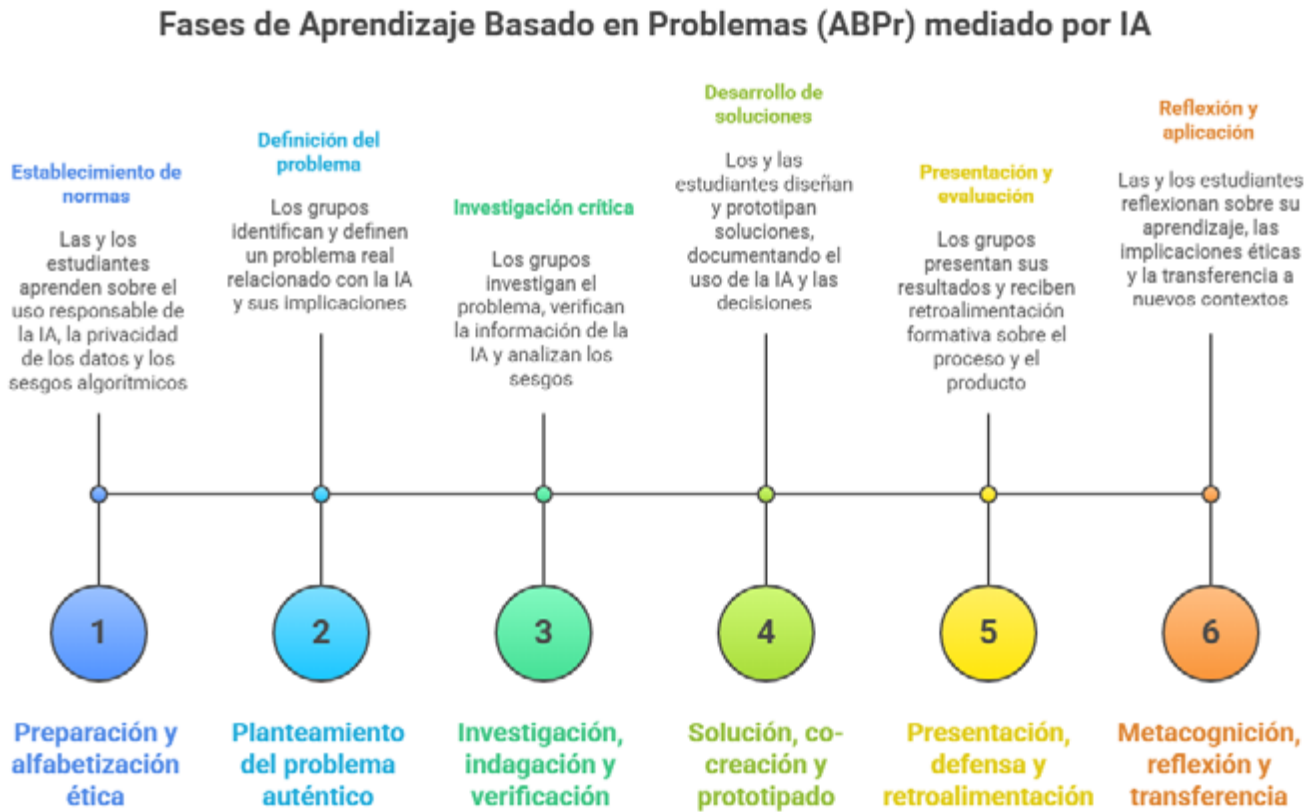 Fases de Aprendizaje Basado en Problemas (ABPr) mediado por IA
Establecimiento de
normas
Las y los
estudiantes
aprenden sobre el
uso responsable de
la IA, la privacidad
de los datos y los
sesgos algorítmicos
1
Preparación y
alfabetización
ética
Definición del
problema
Los grupos
identifican y definen
un problema real
relacionado con la IA
y sus implicaciones
2
Planteamiento
del problema
auténtico
Investigación crítica
Los grupos
investigan el
problema, verifican
la información de la
IA y analizan los
sesgos
3
Investigación,
indagación y
verificación
Desarrollo de
soluciones
Los y las
estudiantes diseñan
y prototipan
soluciones,
documentando el
uso de la IA y las
decisiones
4
Solución, co-
creación y
prototipado
Presentación y
evaluación
Los grupos
presentan sus
resultados y reciben
retroalimentación
formativa sobre el
proceso y el
producto
5
Presentación,
defensa y
retroalimentación
Reflexión y
aplicación
Las y los estudiantes
reflexionan sobre su
aprendizaje, las
implicaciones éticas
y la transferencia a
nuevos contextos
6
Metacognición,
reflexión y
transferencia